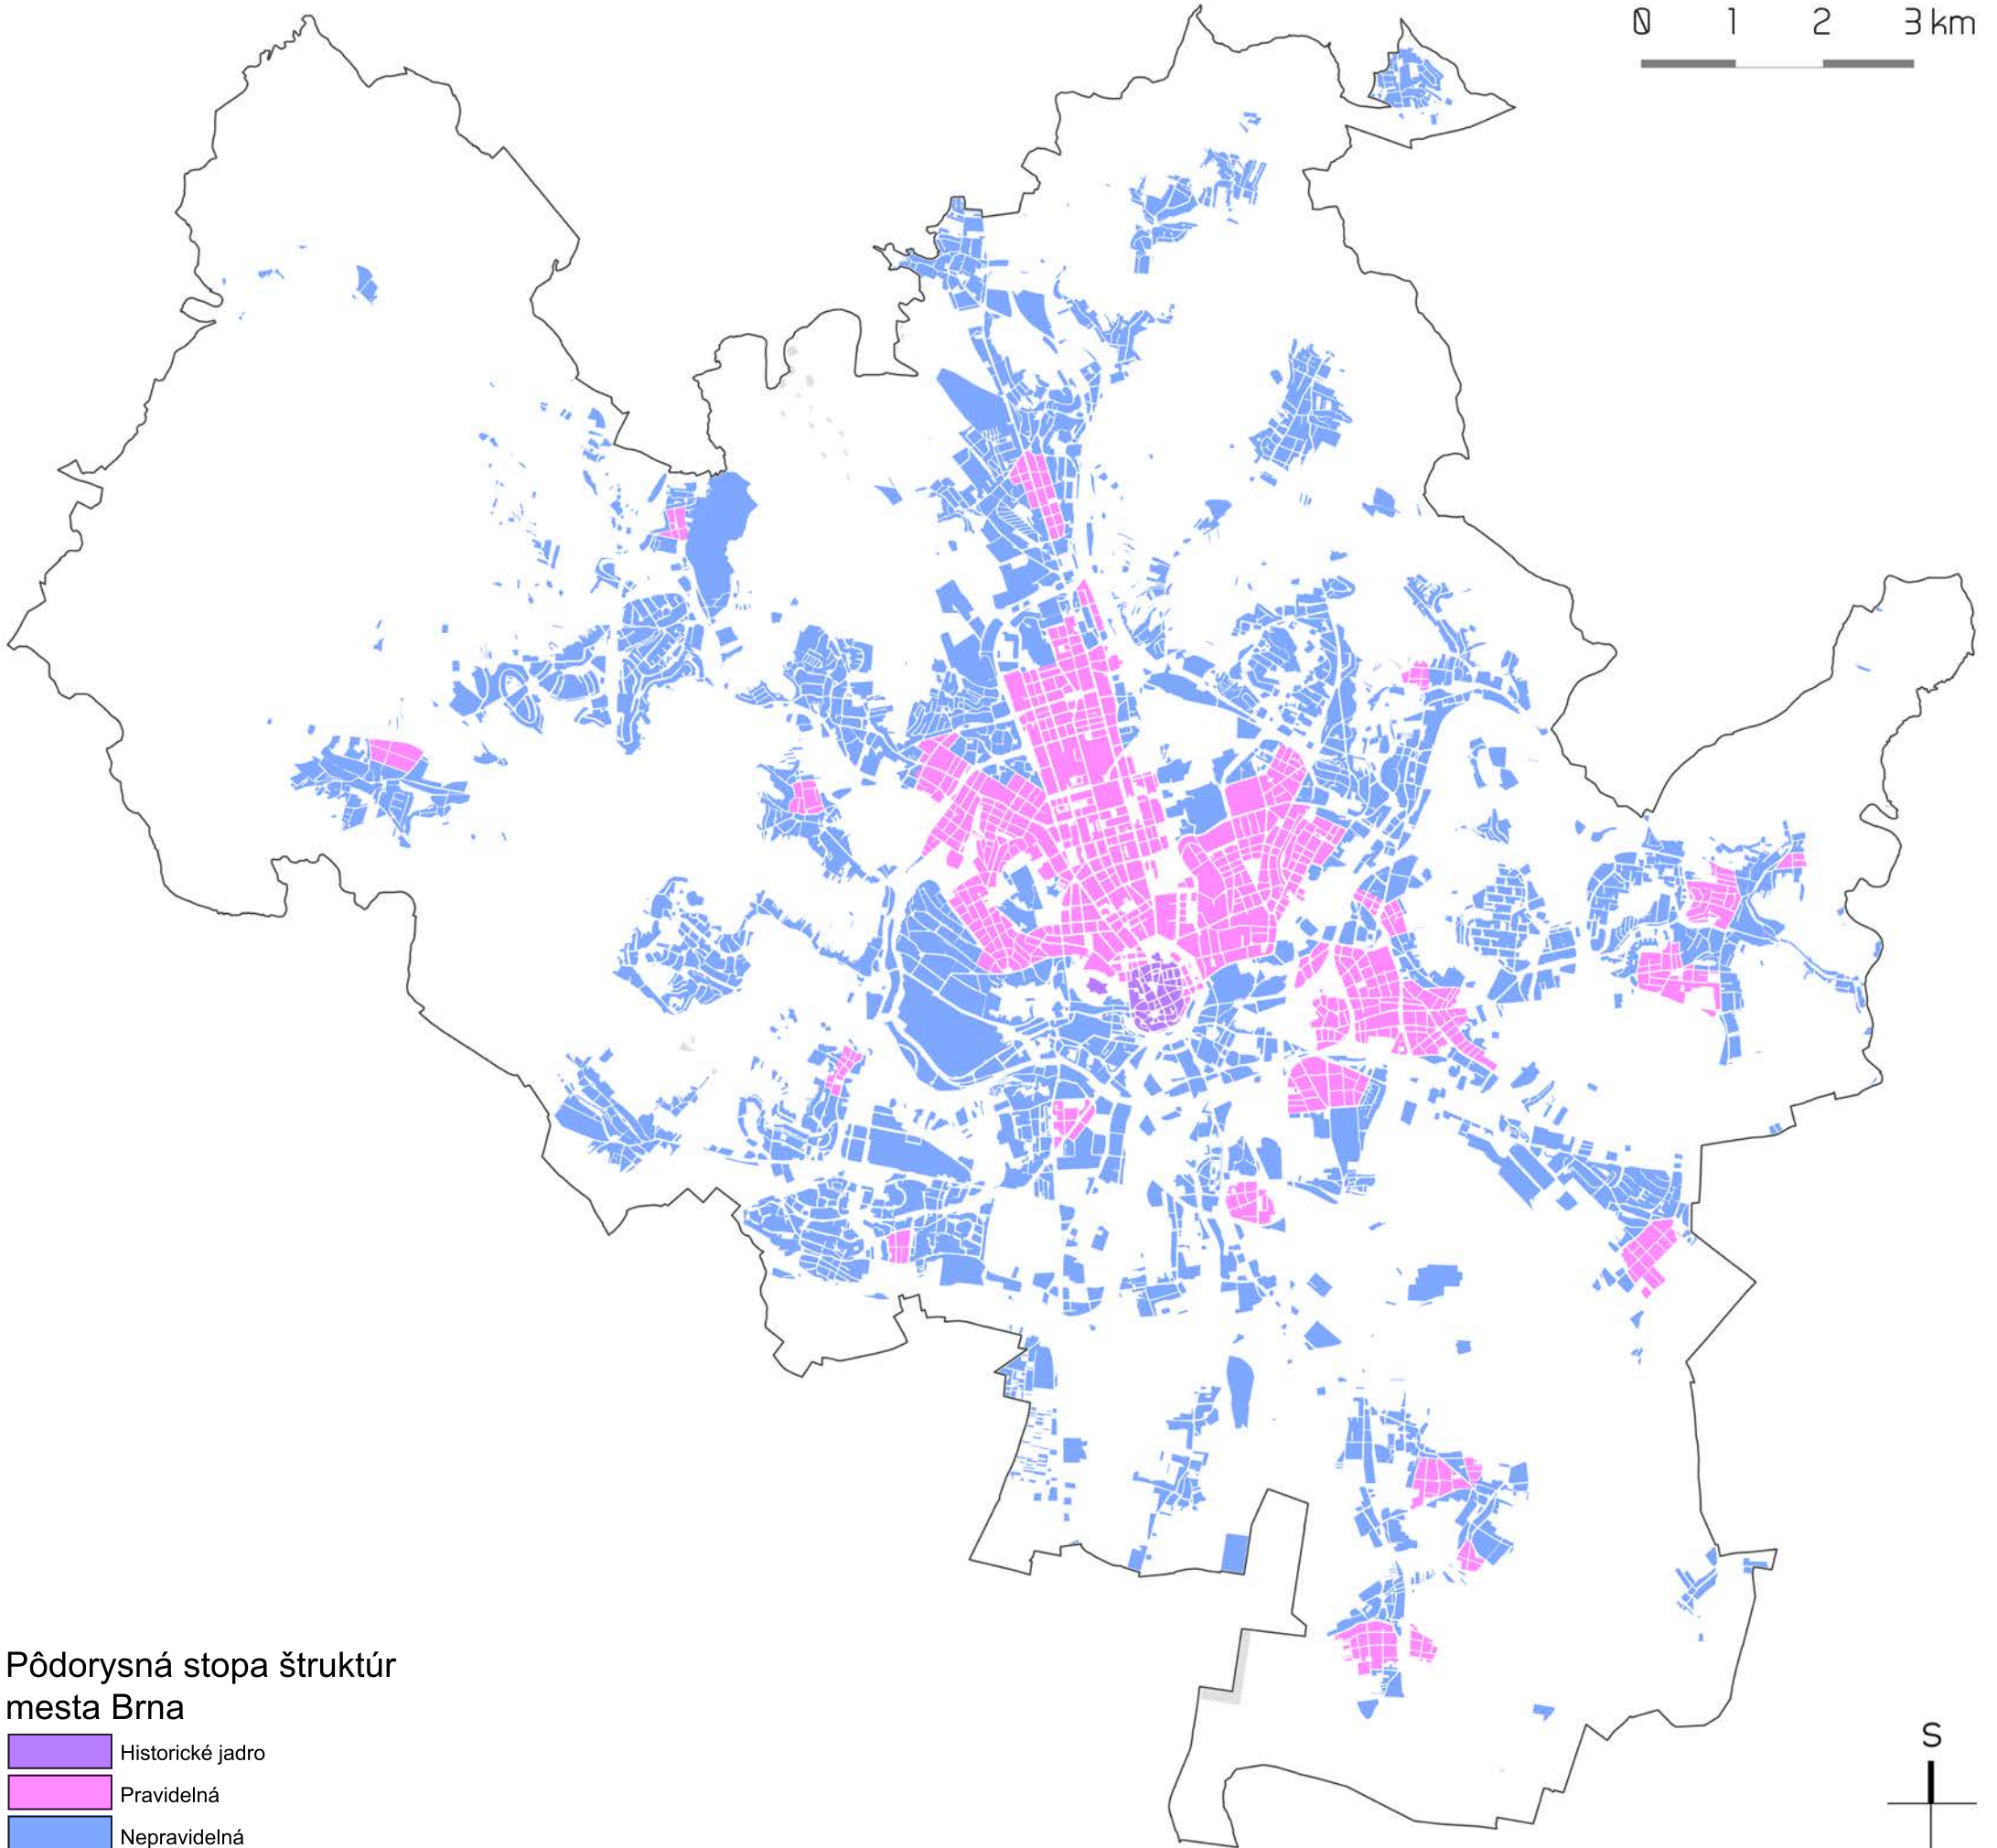 0 1 2 3 km
Pôdorysná stopa štruktúr
mesta Brna
Historické jadro
Pravidelná
Nepravidelná
S